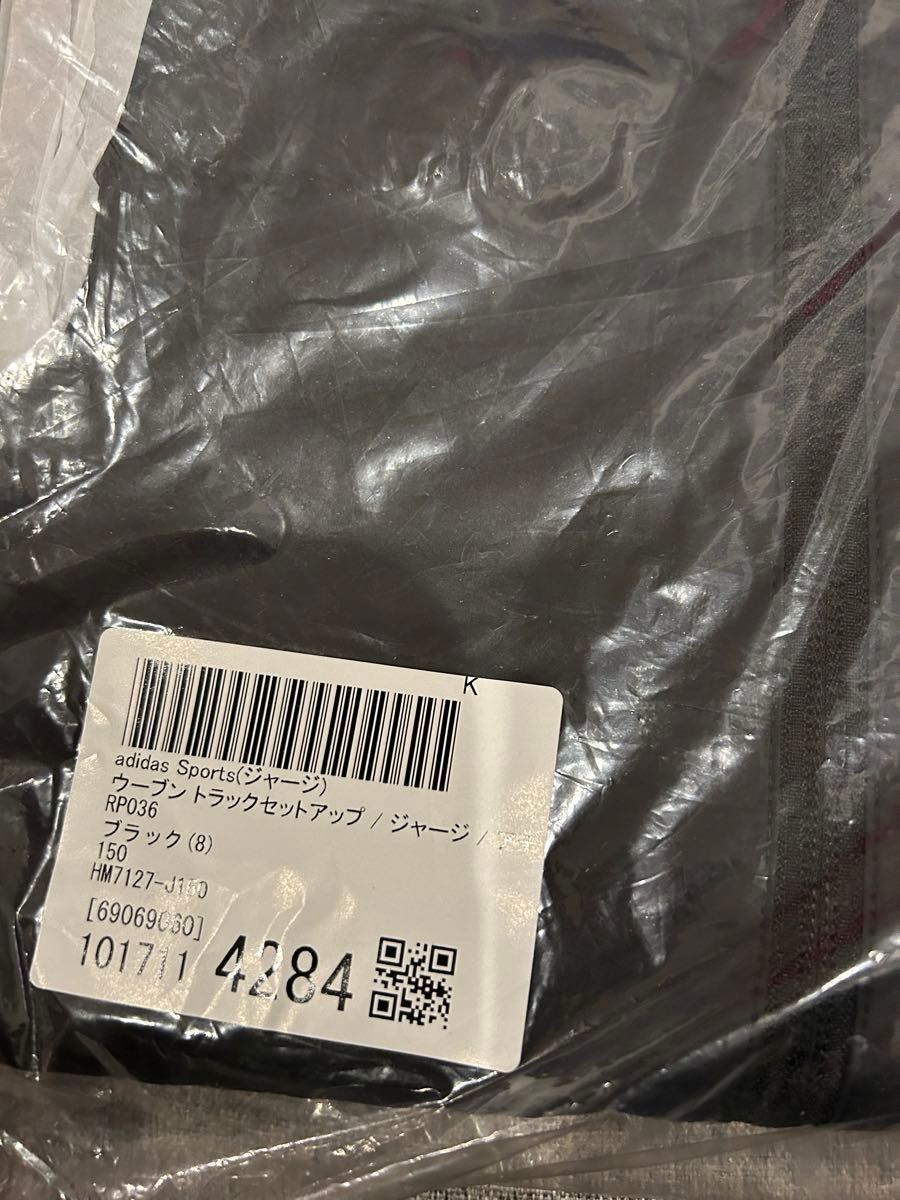 K
adidas Sports(ジャージ)
ウーブン トラックセットアップ / ジャージ /
RP036
ブラック(8)
150
HM7127-J150
[69069060]
101711 4284